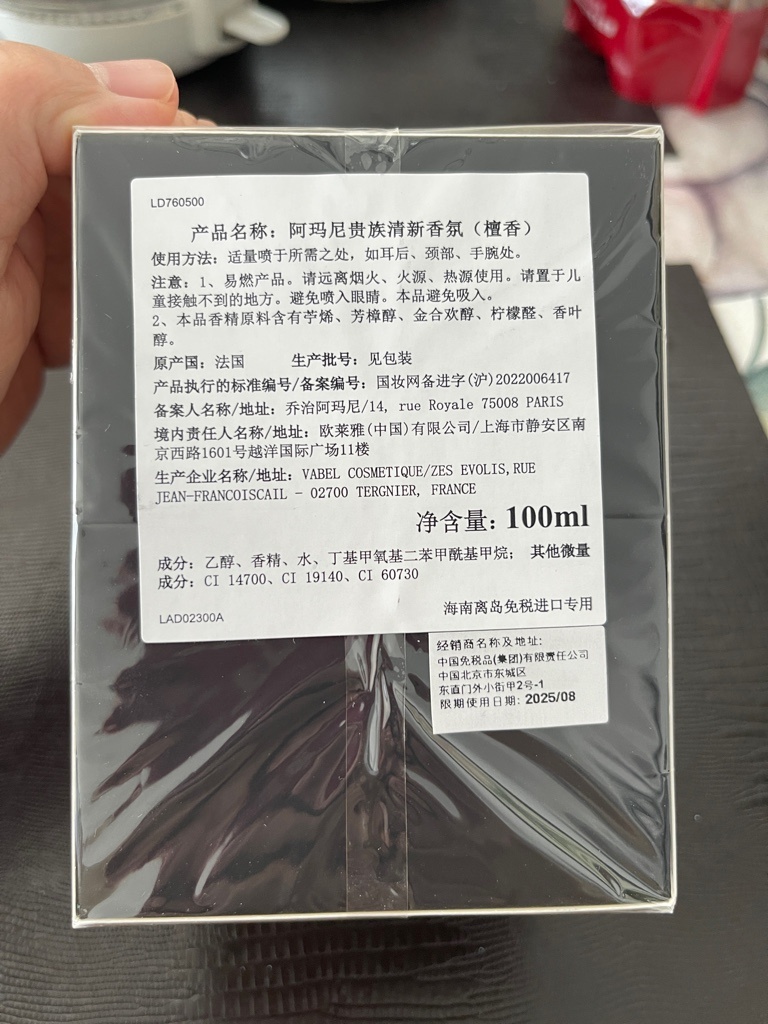 LD760500
产品名称：阿玛尼贵族清新香氛（檀香）
使用方法：适量喷于所需之处，如耳后、颈部、手腕处。
注意：1、易燃产品。请远离烟火、火源、热源使用。请置于儿
童接触不到的地方。避免喷入眼睛。本品避免吸入。
2、本品香精原料含有苧烯、芳樟醇、金合欢醇、柠檬醛、香叶
醇。
原产国：法国 生产批号：见包装
产品执行的标准编号/备案编号：国妆网备进字(沪)2022006417
备案人名称/地址：乔治阿玛尼/14, rue Royale 75008 PARIS
境内责任人名称/地址：欧莱雅(中国)有限公司/上海市静安区南
京西路1601号越洋国际广场11楼
生产企业名称/地址：VABEL COSMETIQUE/ZES EVOLIS,RUE
JEAN-FRANCOISCAIL - 02700 TERGNIER, FRANCE
净含量：100ml
成分：乙醇、香精、水、丁基甲氧基二苯甲酰基甲烷；其他微量
成分：CI 14700、CI 19140、CI 60730
LAD02300A 海南离岛免税进口专用
经销商名称及地址:
中国免税品(集团)有限责任公司
中国北京市东城区
东直门外小街甲2号-1
限期使用日期: 2025/08